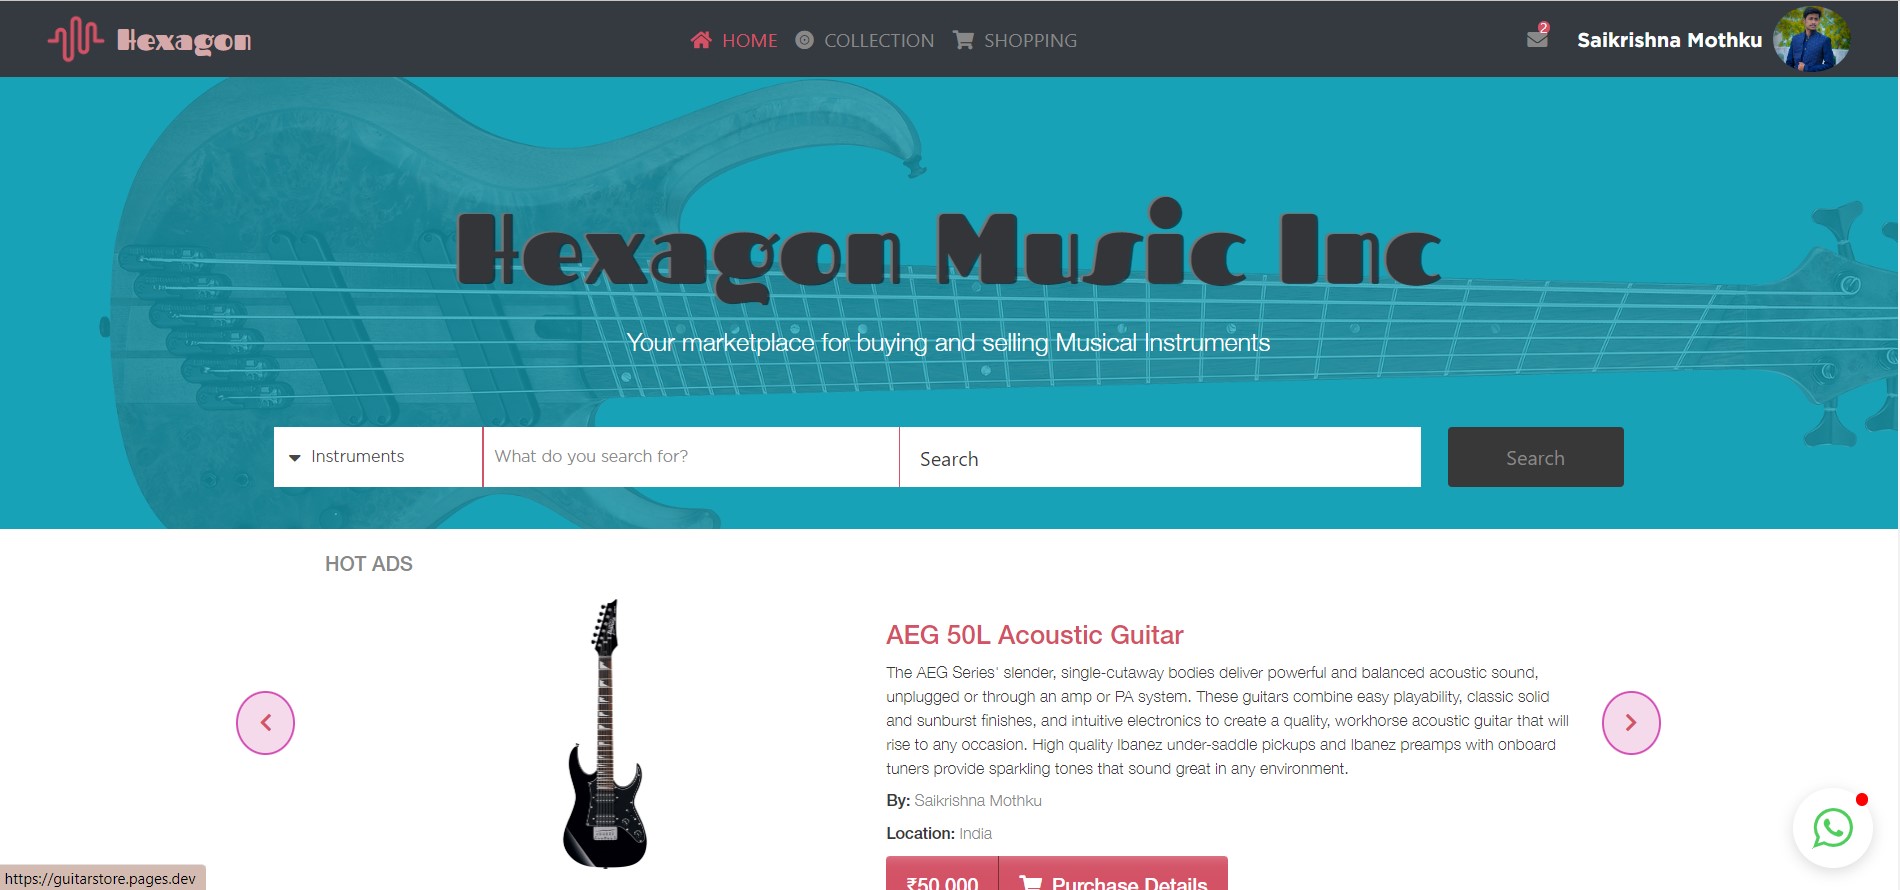 Hexagon
HOME COLLECTION SHOPPING
2
Saikrishna Mothku
Hexagon Music Inc
Your marketplace for buying and selling Musical Instruments
Instruments
What do you search for?
Search
Search
HOT ADS
AEG 50L Acoustic Guitar
The AEG Series' slender, single-cutaway bodies deliver powerful and balanced acoustic sound,
unplugged or through an amp or PA system. These guitars combine easy playability, classic solid
and sunburst finishes, and intuitive electronics to create a quality, workhorse acoustic guitar that will
rise to any occasion. High quality Ibanez under-saddle pickups and Ibanez preamps with onboard
tuners provide sparkling tones that sound great in any environment.
By: Saikrishna Mothku
Location: India
₹50,000 Purchase Details
https://guitarstore.pages.dev